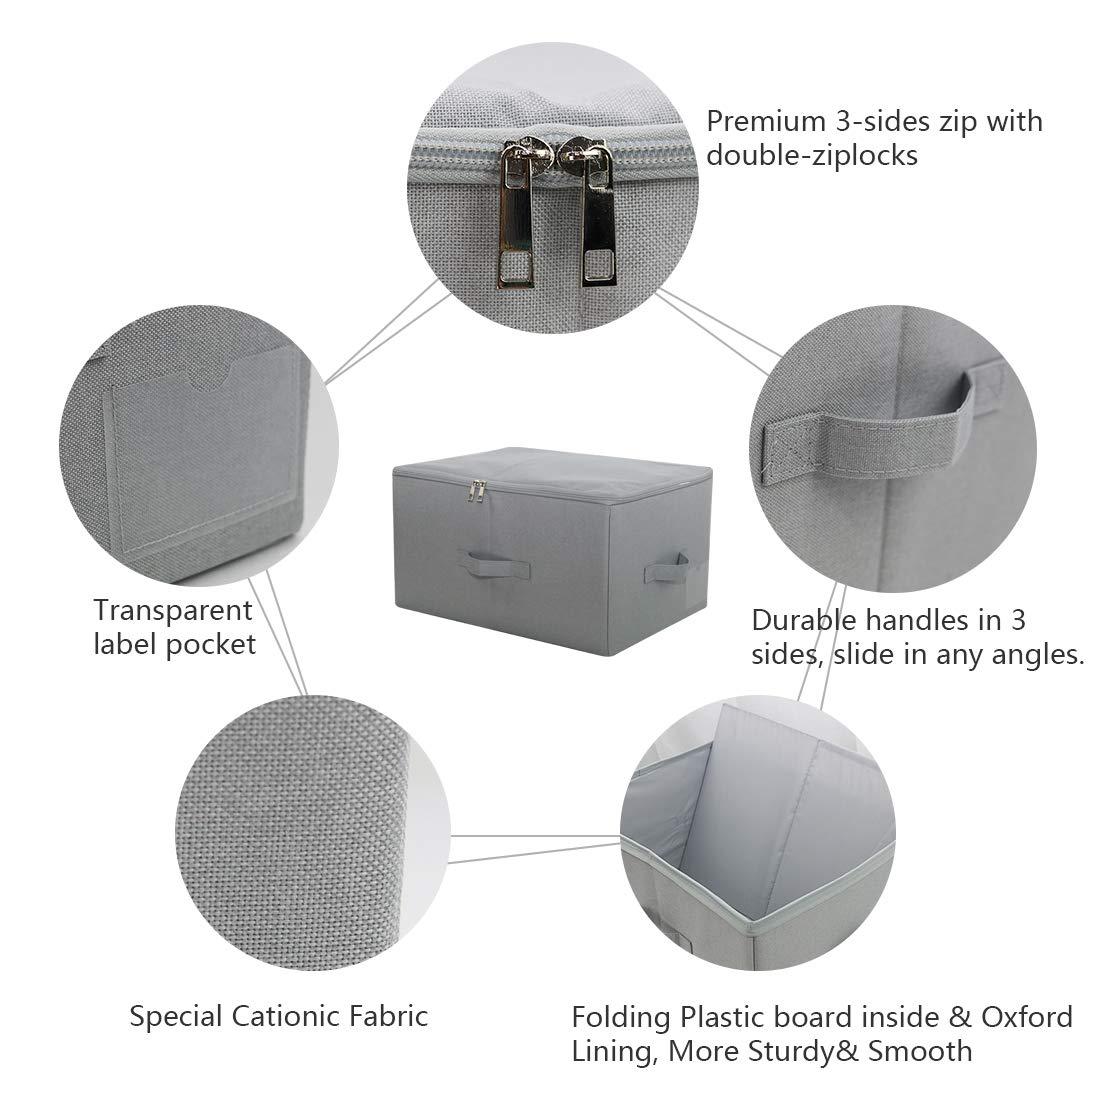 Premium 3-sides zip with
double-ziplocks
Transparent
label pocket
Durable handles in 3
sides, slide in any angles.
Special Cationic Fabric
Folding Plastic board inside & Oxford
Lining, More Sturdy& Smooth